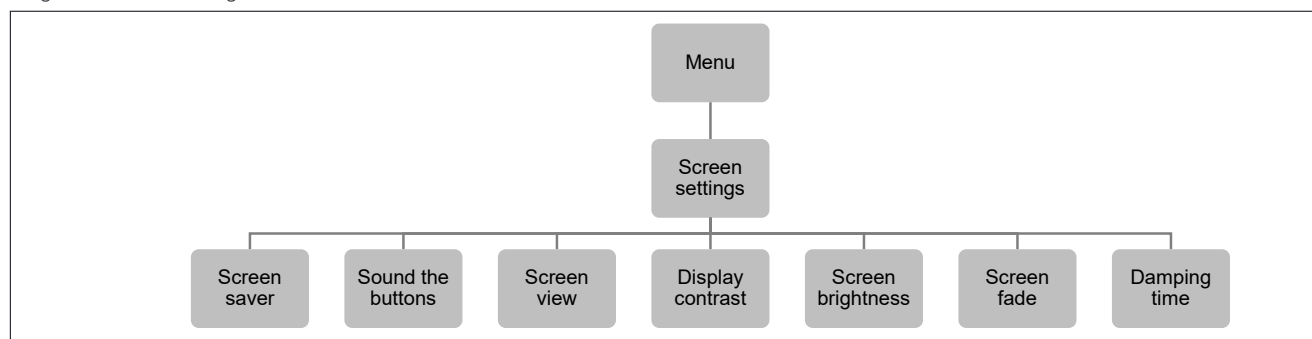 Menu
Screen
settings
Screen
saver
Sound the
buttons
Screen
view
Display
contrast
Screen
brightness
Screen
fade
Damping
time